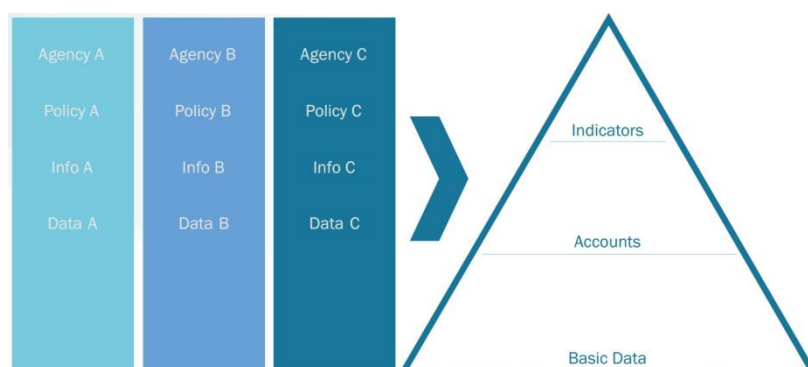 Agency A
Policy A
Info A
Data A
Agency B
Policy B
Info B
Data B
Agency C
Policy C
Info C
Data C
Indicators
Accounts
Basic Data